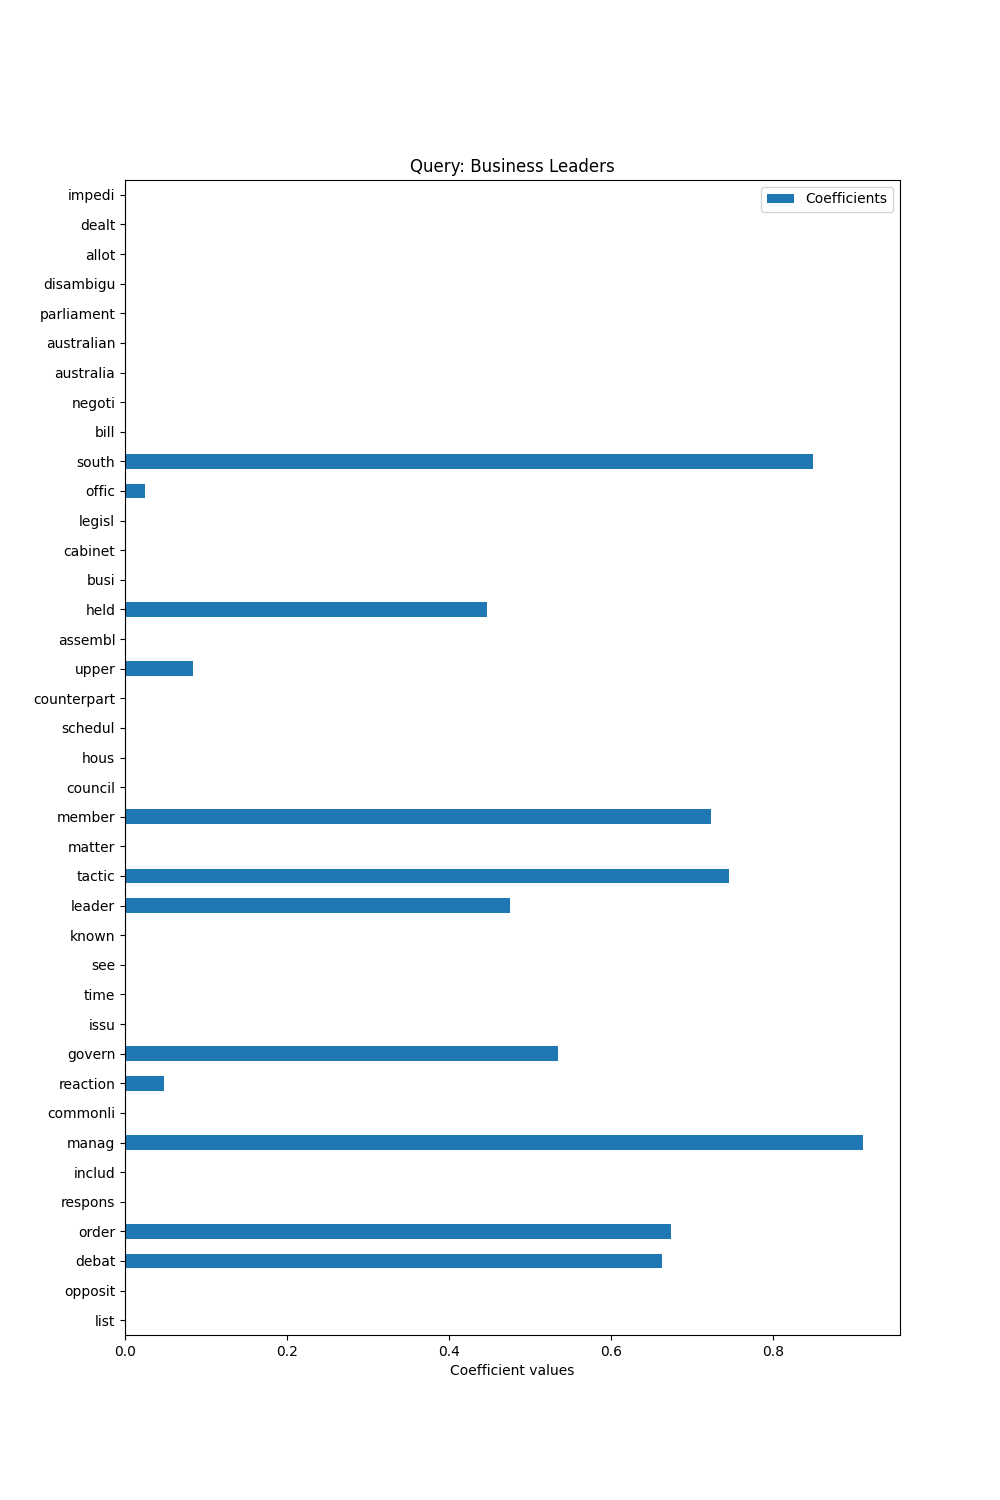 Query: Business Leaders
Coefficients
impedi
dealt
allot
disambigu
parliament
australian
australia
negoti
bill
south
offic
legisl
cabinet
busi
held
assembl
upper
counterpart
schedul
hous
council
member
matter
tactic
leader
known
see
time
issu
govern
reaction
commonli
manag
includ
respons
order
debat
opposit
list
0.0 0.2 0.4 0.6 0.8
Coefficient values